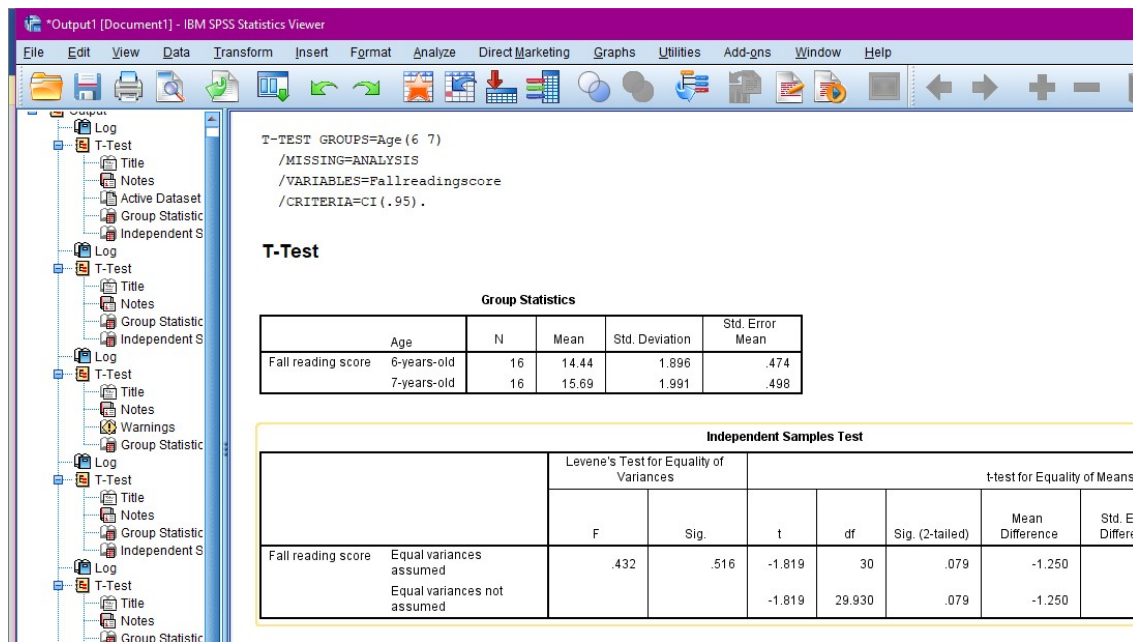 *Output1 [Document1] - IBM SPSS Statistics Viewer
File Edit View Data Transform Insert Format Analyze Direct Marketing Graphs Utilities Add-ons Window Help
Output
Log
T-Test
Title
Notes
Active Dataset
Group Statistic
Independent S
Log
T-Test
Title
Notes
Group Statistic
Independent S
Log
T-Test
Title
Notes
Warnings
Group Statistic
Log
T-Test
Title
Notes
Group Statistic
Independent S
Log
T-Test
Title
Notes
Group Statistic
T-TEST GROUPS=Age(6 7)
/MISSING=ANALYSIS
/VARIABLES=Fallreadingscore
/CRITERIA=CI(.95).
T-Test
Group Statistics
Age N Mean Std. Deviation Std. Error Mean
Fall reading score 6-years-old 16 14.44 1.896 .474
7-years-old 16 15.69 1.991 .498
Independent Samples Test
Levene's Test for Equality of Variances t-test for Equality of Means
F Sig. t df Sig. (2-tailed) Mean Difference Std. E Differe
Fall reading score Equal variances assumed .432 .516 -1.819 30 .079 -1.250
Equal variances not assumed -1.819 29.930 .079 -1.250